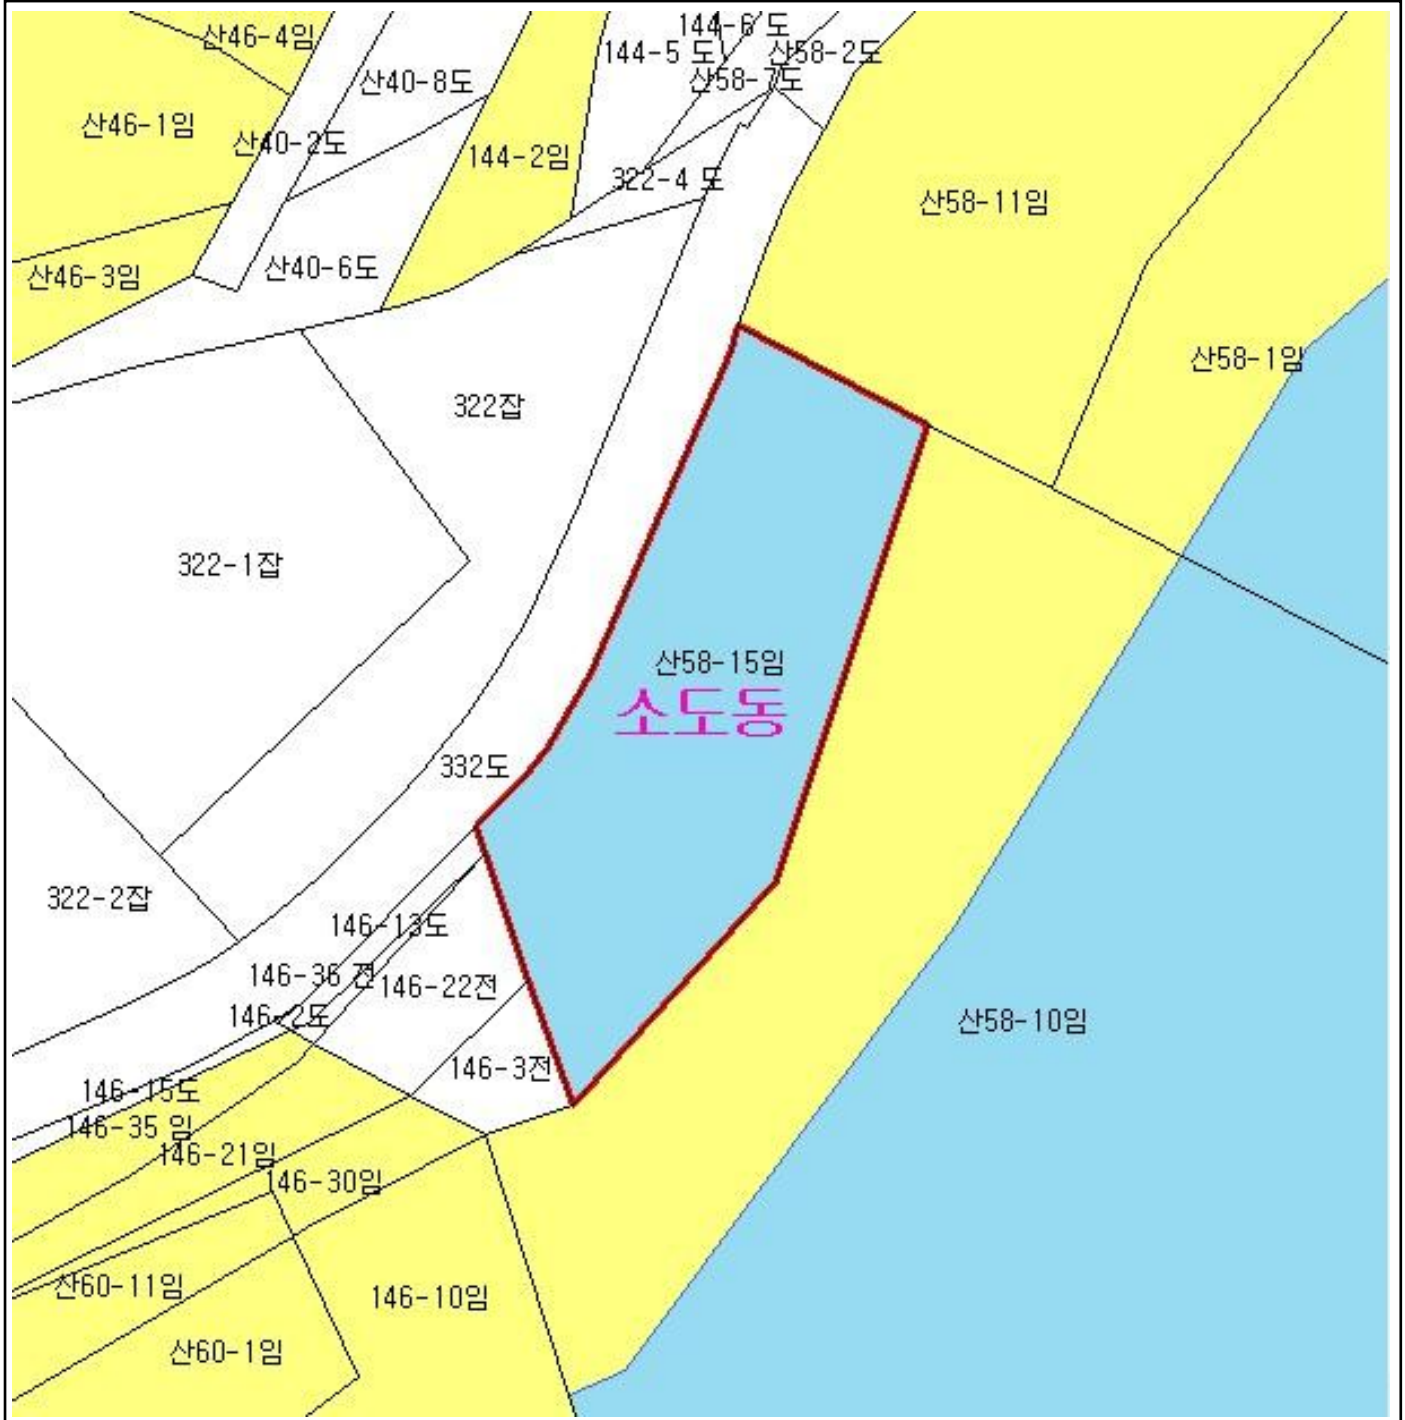 144-6 도
산46-4임
144-5 도
산58-2도
산40-8도
산58-7도
산46-1임
산40-2도
144-2임
322-4 도
산58-11임
산46-3임
산40-6도
산58-1임
322잡
322-1잡
산58-15임
소도동
332도
322-2잡
146-13도
146-36 전
146-22전
146-2도
산58-10임
146-3전
146-15도
146-35 임
146-21임
146-30임
산60-11임
146-10임
산60-1임